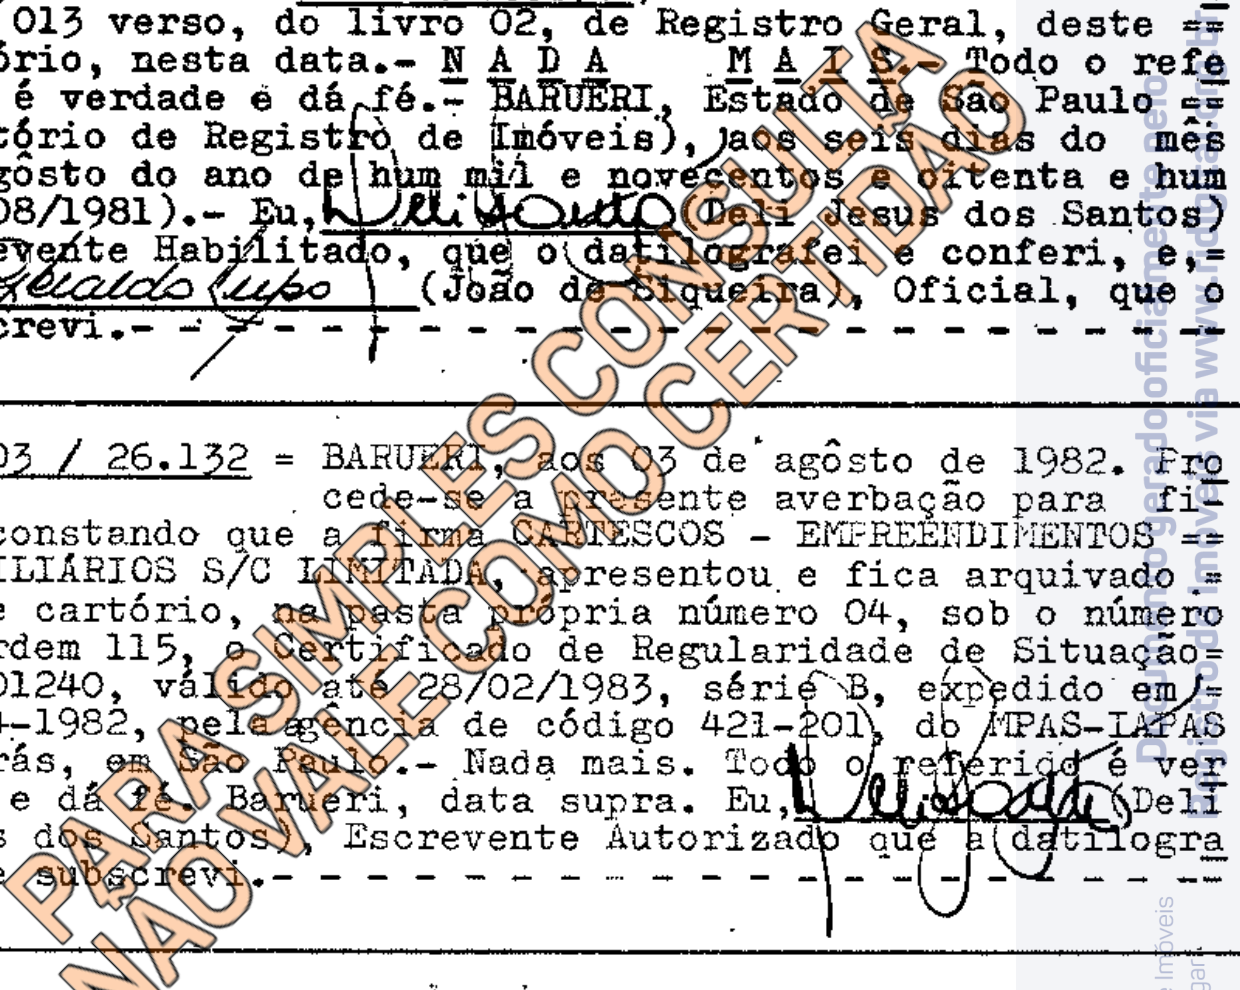 013 verso, do livro 02, de Registro Geral, deste ==
ório, nesta data.- N A D A M A I S.- Todo o refe
é verdade e dá fé.- BARUERI, Estado de São Paulo ==
tório de Registro de Imóveis), aos seis dias do mês
gôsto do ano de hum mil e novecentos e oitenta e hum
08/1981).- Eu, (Deli Jesus dos Santos)
evente Habilitado, que o datilografei e conferi, e,=
(João de Siqueira), Oficial, que o
crevi.- - - - - - - - - - - - - - - - - - - - - - - -
03 / 26.132 = BARUERI, aos 03 de agôsto de 1982. Pro
cede-se a presente averbação para fi-
constando que a firma CARTESCOS - EMPREENDIMENTOS ==
ILIÁRIOS S/C LIMITADA, apresentou e fica arquivado =
e cartório, na pasta própria número 04, sob o número
rdem 115, o Certificado de Regularidade de Situação=
01240, válido até 28/02/1983, série B, expedido em =
4-1982, pela agência de código 421-201, do MPAS-IAPAS
rás, em São Paulo.- Nada mais. Todo o referido é ver
e dá fé. Barueri, data supra. Eu, (Deli
s dos Santos), Escrevente Autorizado que a datilogra
e subscrevi.- - - - - - - - - - - - - - - - - - - - -
PARA SIMPLES CONSULTA
NÃO VALE COMO CERTIDÃO
Documento gerado oficialmente pelo
Registro de Imóveis via www.ridigital.org.br
e Imóveis
gar